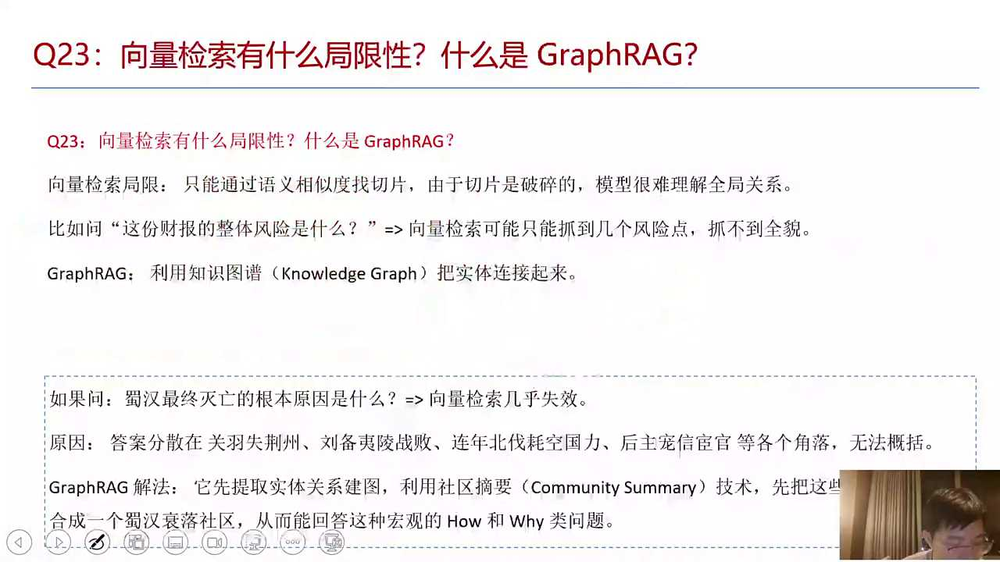 Q23：向量检索有什么局限性？什么是 GraphRAG？
Q23：向量检索有什么局限性？什么是 GraphRAG？
向量检索局限： 只能通过语义相似度找切片，由于切片是破碎的，模型很难理解全局关系。
比如问“这份财报的整体风险是什么？”=> 向量检索可能只能抓到几个风险点，抓不到全貌。
GraphRAG： 利用知识图谱（Knowledge Graph）把实体连接起来。
如果问：蜀汉最终灭亡的根本原因是什么？=> 向量检索几乎失效。
原因： 答案分散在 关羽失荆州、刘备夷陵战败、连年北伐耗空国力、后主宠信宦官 等各个角落，无法概括。
GraphRAG 解法： 它先提取实体关系建图，利用社区摘要（Community Summary）技术，先把这些
合成一个蜀汉衰落社区，从而能回答这种宏观的 How 和 Why 类问题。